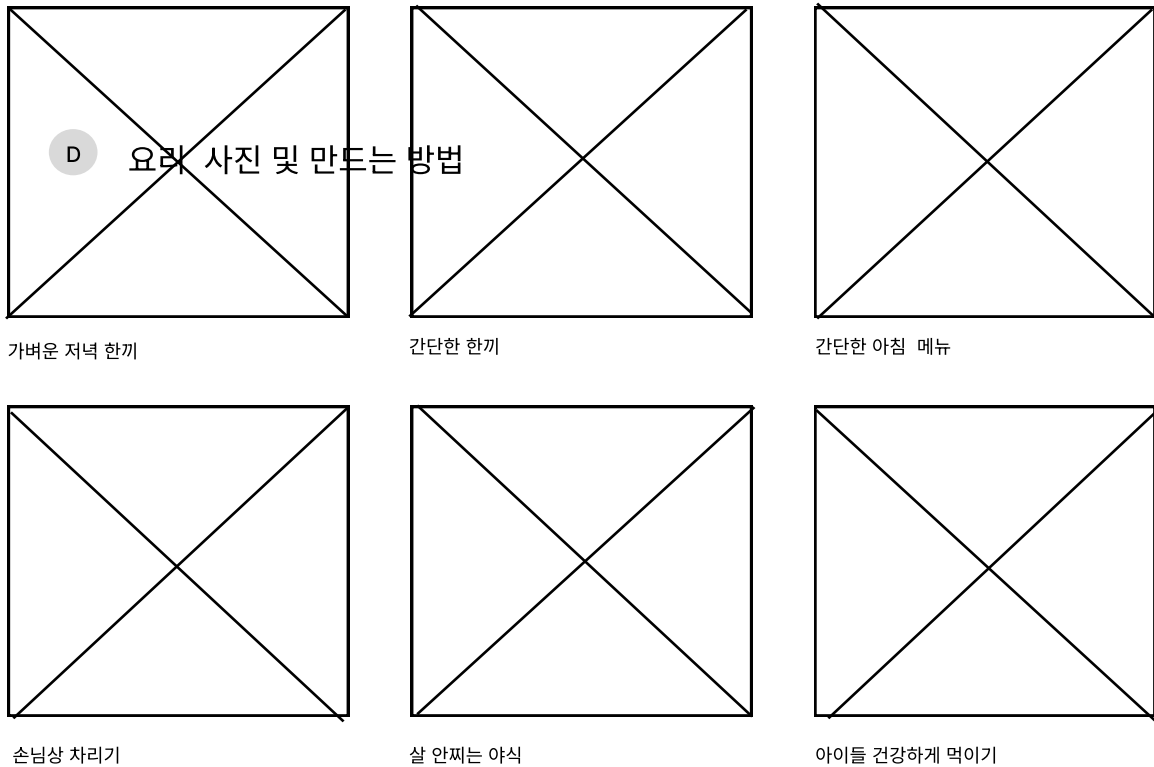 D
요리 사진 및 만드는 방법
가벼운 저녁 한끼
간단한 한끼
간단한 아침 메뉴
손님상 차리기
살 안찌는 야식
아이들 건강하게 먹이기